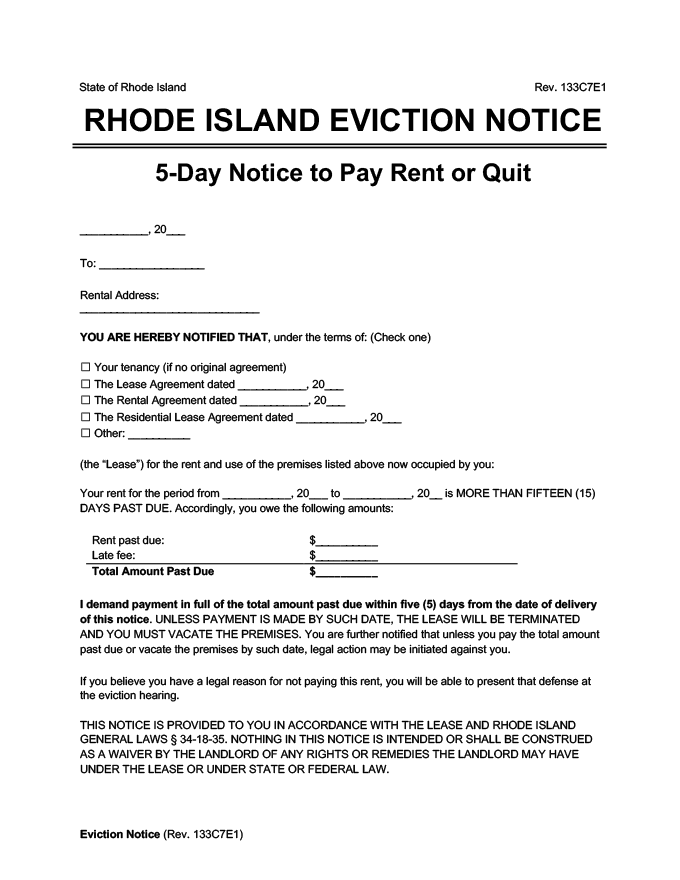 State of Rhode Island Rev. 133C7E1
RHODE ISLAND EVICTION NOTICE
5-Day Notice to Pay Rent or Quit
___________, 20___
To: _________________
Rental Address:
_____________________________
YOU ARE HEREBY NOTIFIED THAT, under the terms of: (Check one)
☐ Your tenancy (if no original agreement)
☐ The Lease Agreement dated ___________, 20___
☐ The Rental Agreement dated ___________, 20___
☐ The Residential Lease Agreement dated ___________, 20___
☐ Other: __________
(the “Lease”) for the rent and use of the premises listed above now occupied by you:
Your rent for the period from ___________, 20___ to ___________, 20__ is MORE THAN FIFTEEN (15)
DAYS PAST DUE. Accordingly, you owe the following amounts:
Rent past due: $__________
Late fee: $__________
Total Amount Past Due $__________
I demand payment in full of the total amount past due within five (5) days from the date of delivery
of this notice. UNLESS PAYMENT IS MADE BY SUCH DATE, THE LEASE WILL BE TERMINATED
AND YOU MUST VACATE THE PREMISES. You are further notified that unless you pay the total amount
past due or vacate the premises by such date, legal action may be initiated against you.
If you believe you have a legal reason for not paying this rent, you will be able to present that defense at
the eviction hearing.
THIS NOTICE IS PROVIDED TO YOU IN ACCORDANCE WITH THE LEASE AND RHODE ISLAND
GENERAL LAWS § 34-18-35. NOTHING IN THIS NOTICE IS INTENDED OR SHALL BE CONSTRUED
AS A WAIVER BY THE LANDLORD OF ANY RIGHTS OR REMEDIES THE LANDLORD MAY HAVE
UNDER THE LEASE OR UNDER STATE OR FEDERAL LAW.
Eviction Notice (Rev. 133C7E1)